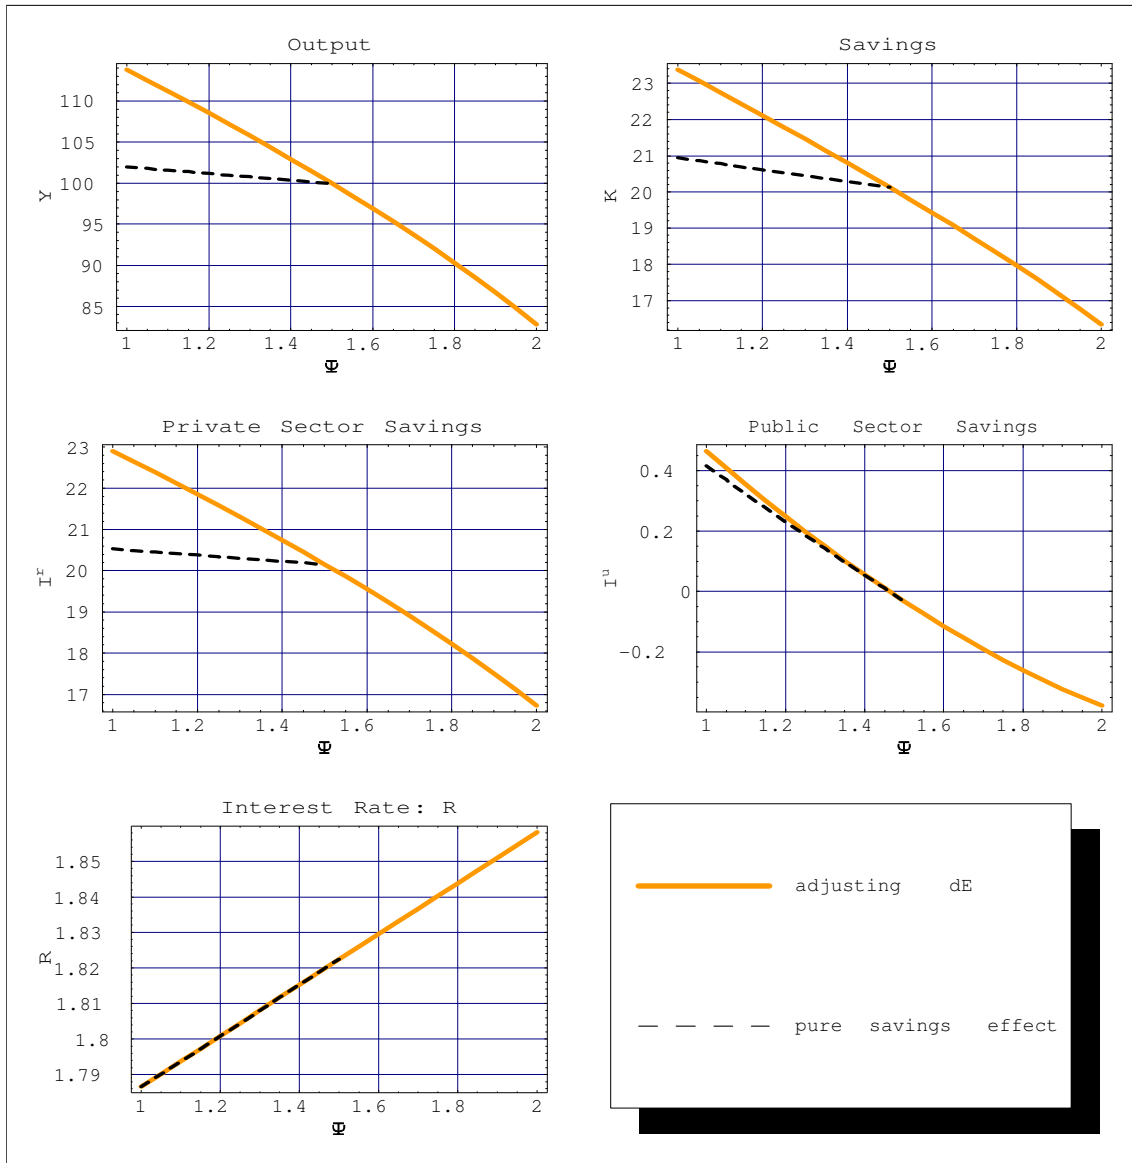 Output
Y
110
105
100
95
90
85
1 1.2 1.4 1.6 1.8 2
Ψ
Savings
K
23
22
21
20
19
18
17
1 1.2 1.4 1.6 1.8 2
Ψ
Private Sector Savings
I^r
23
22
21
20
19
18
17
1 1.2 1.4 1.6 1.8 2
Ψ
Public Sector Savings
I^u
0.4
0.2
0
-0.2
1 1.2 1.4 1.6 1.8 2
Ψ
Interest Rate: R
R
1.85
1.84
1.83
1.82
1.81
1.8
1.79
1 1.2 1.4 1.6 1.8 2
Ψ
adjusting dE
pure savings effect